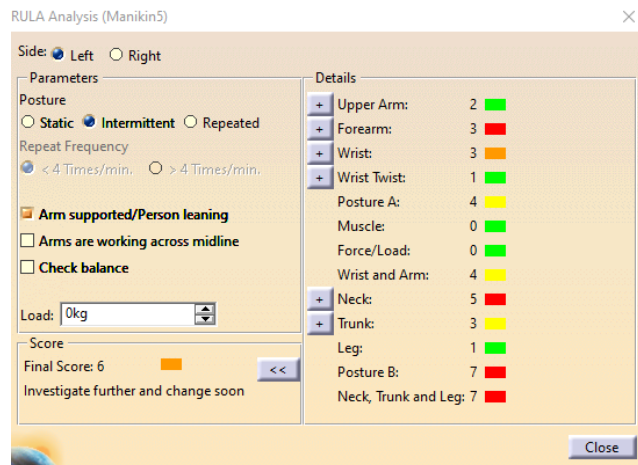 RULA Analysis (Manikin5)
Side: Left Right
Parameters
Posture
Static Intermittent Repeated
Repeat Frequency
< 4 Times/min. > 4 Times/min.
Arm supported/Person leaning
Arms are working across midline
Check balance
Load: 0kg
Score
Final Score: 6
<<
Investigate further and change soon
Details
+ Upper Arm: 2
+ Forearm: 3
+ Wrist: 3
+ Wrist Twist: 1
Posture A: 4
Muscle: 0
Force/Load: 0
Wrist and Arm: 4
+ Neck: 5
+ Trunk: 3
Leg: 1
Posture B: 7
Neck, Trunk and Leg: 7
Close